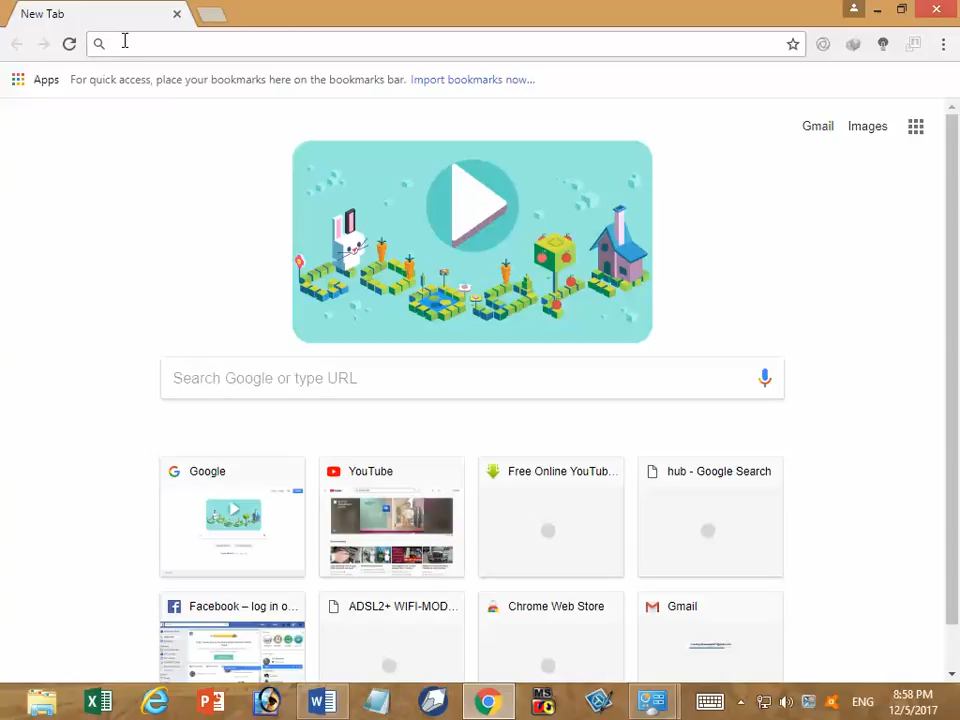 New Tab
Apps For quick access, place your bookmarks here on the bookmarks bar. Import bookmarks now...
Gmail Images
Search Google or type URL
Google YouTube Free Online YouTub... hub - Google Search
Facebook – log in o... ADSL2+ WIFI-MOD... Chrome Web Store Gmail
ENG
8:58 PM
12/5/2017